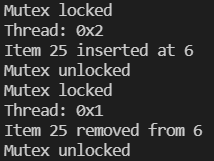 Mutex locked
Thread: 0x2
Item 25 inserted at 6
Mutex unlocked
Mutex locked
Thread: 0x1
Item 25 removed from 6
Mutex unlocked